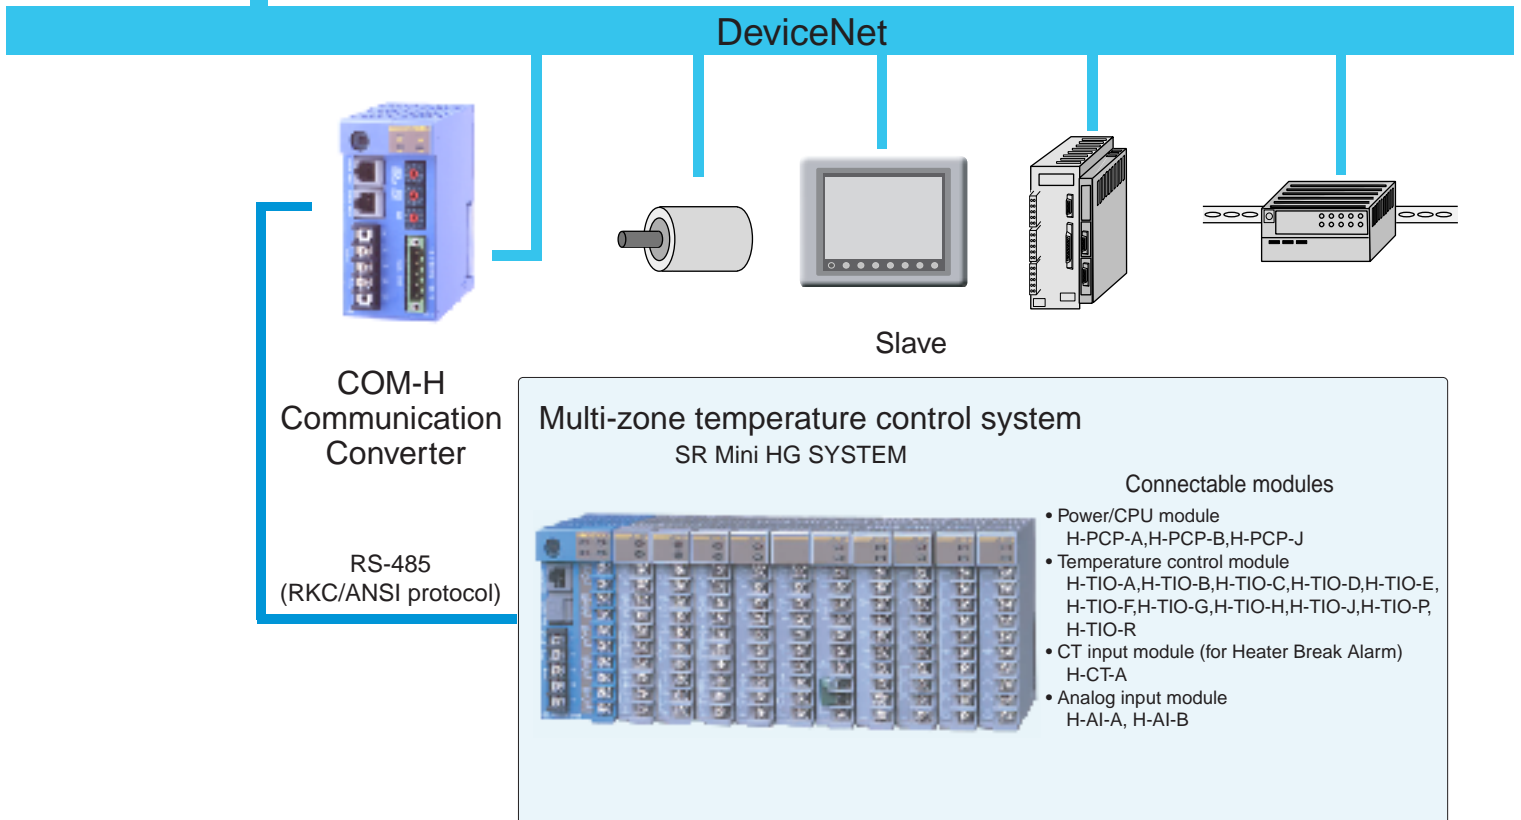 DeviceNet
Slave
COM-H
Communication
Converter
RS-485
(RKC/ANSI protocol)
Multi-zone temperature control system
SR Mini HG SYSTEM
Connectable modules
• Power/CPU module
H-PCP-A,H-PCP-B,H-PCP-J
• Temperature control module
H-TIO-A,H-TIO-B,H-TIO-C,H-TIO-D,H-TIO-E,
H-TIO-F,H-TIO-G,H-TIO-H,H-TIO-J,H-TIO-P,
H-TIO-R
• CT input module (for Heater Break Alarm)
H-CT-A
• Analog input module
H-AI-A, H-AI-B